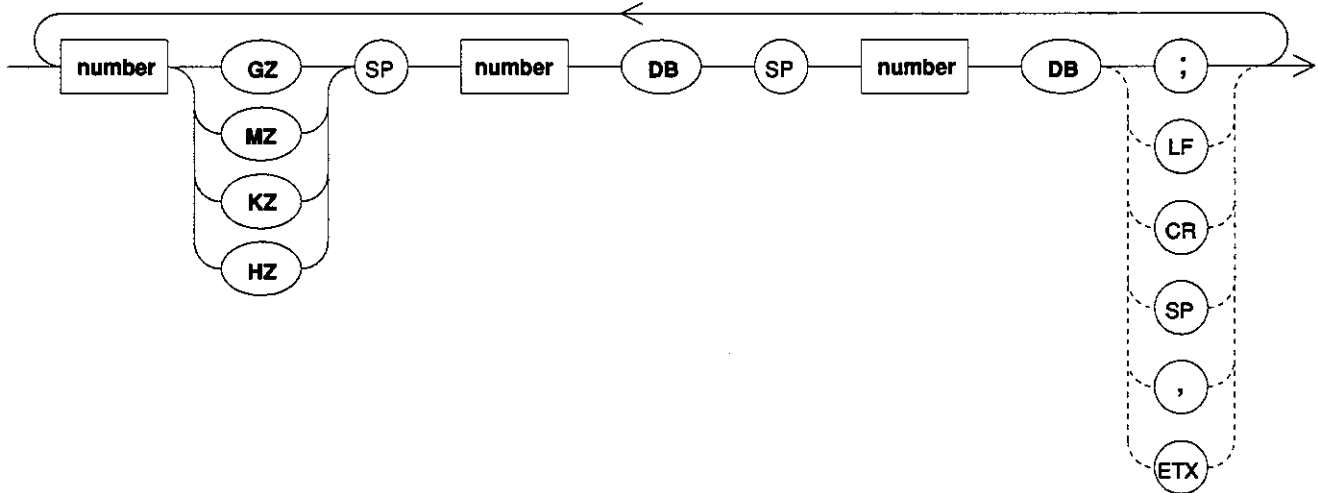 number GZ SP number DB SP number DB ;
MZ LF
KZ CR
HZ SP
,
ETX